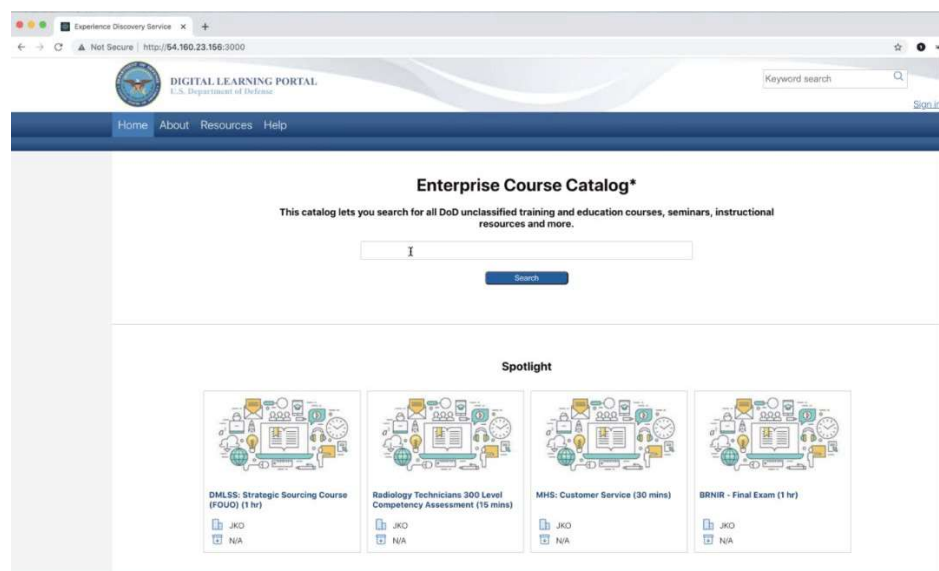 Experience Discovery Service
Not Secure http://54.160.23.156:3000
DIGITAL LEARNING PORTAL
U.S. Department of Defense
Keyword search
Sign in
Home About Resources Help
Enterprise Course Catalog*
This catalog lets you search for all DoD unclassified training and education courses, seminars, instructional
resources and more.
Search
Spotlight
DMLSS: Strategic Sourcing Course
(FOUO) (1 hr)
JKO
N/A
Radiology Technicians 300 Level
Competency Assessment (15 mins)
JKO
N/A
MHS: Customer Service (30 mins)
JKO
N/A
BRNIR - Final Exam (1 hr)
JKO
N/A